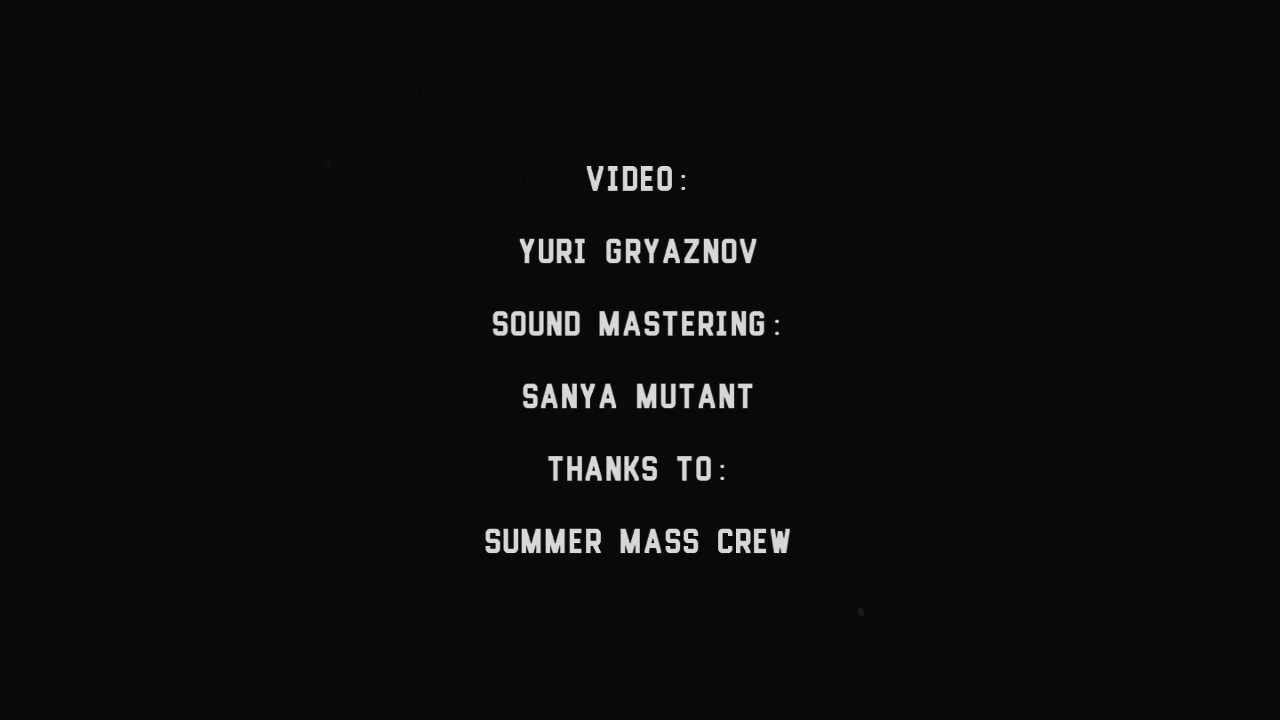 VIDEO:
YURI GRYAZNOV
SOUND MASTERING:
SANYA MUTANT
THANKS TO:
SUMMER MASS CREW